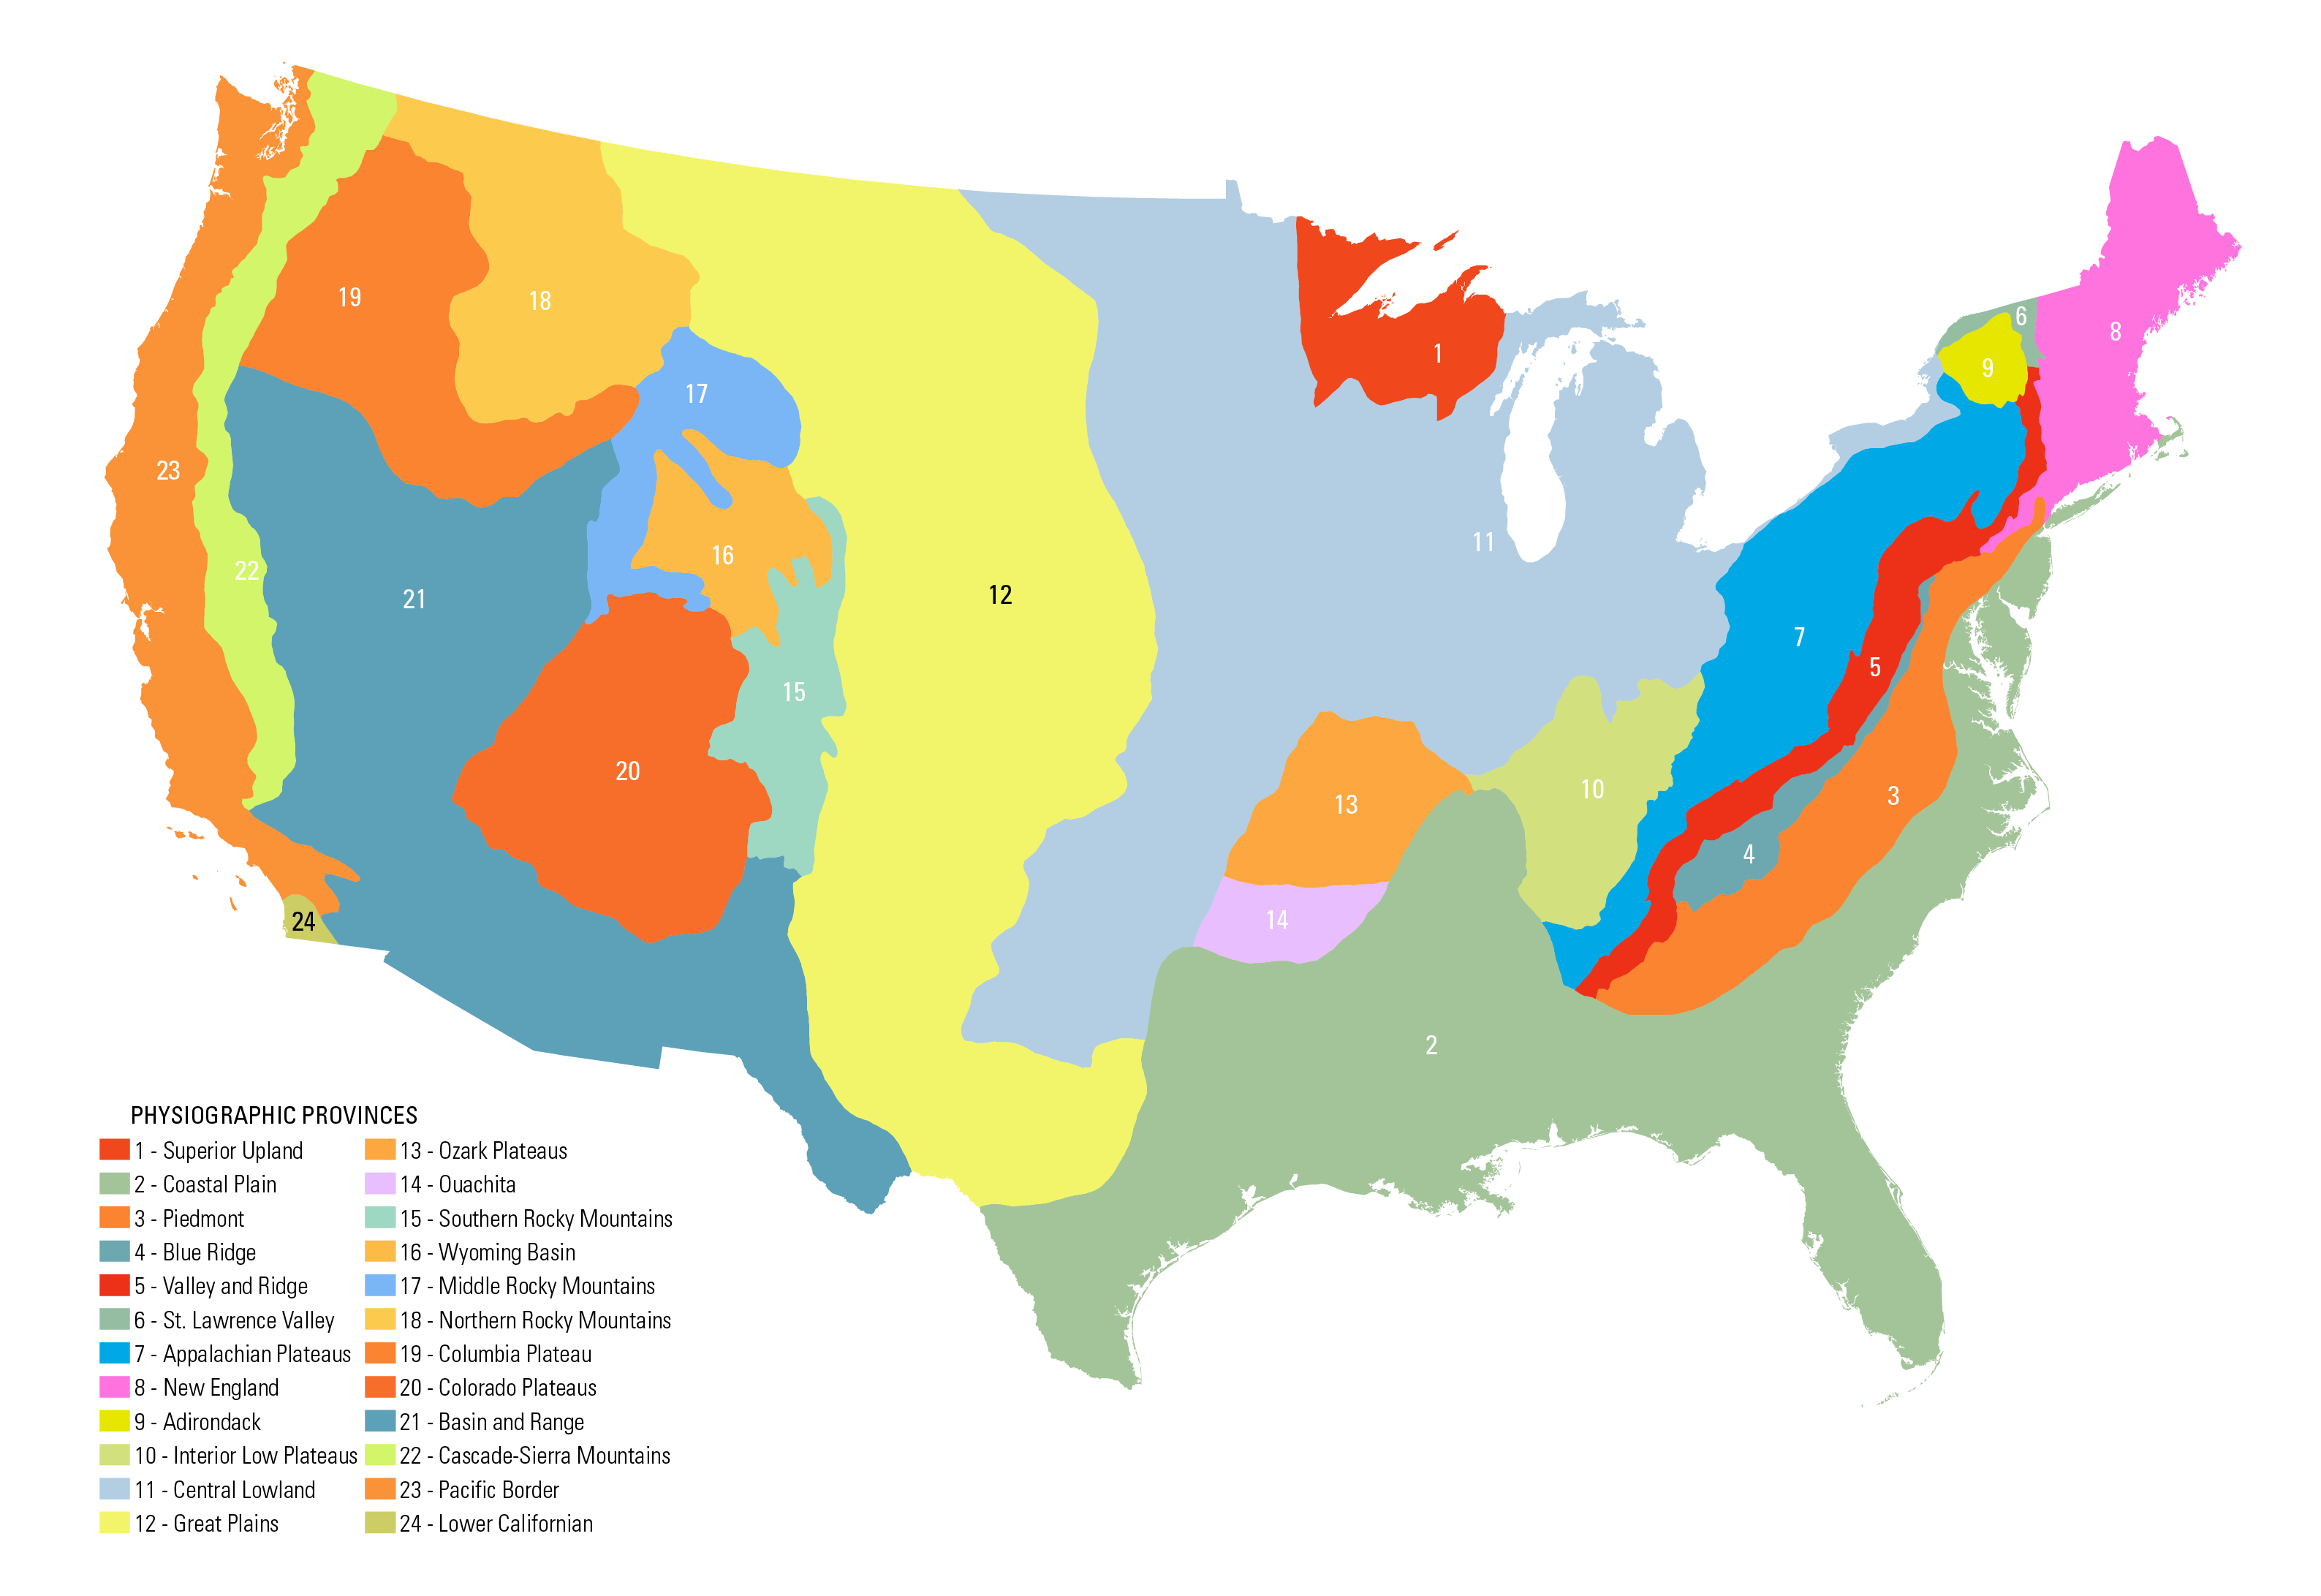 6
8
1
9
19
18
17
23
11
16
22
21
12
7
5
15
20
10
3
13
4
24
14
2
PHYSIOGRAPHIC PROVINCES
1 - Superior Upland
2 - Coastal Plain
3 - Piedmont
4 - Blue Ridge
5 - Valley and Ridge
6 - St. Lawrence Valley
7 - Appalachian Plateaus
8 - New England
9 - Adirondack
10 - Interior Low Plateaus
11 - Central Lowland
12 - Great Plains
13 - Ozark Plateaus
14 - Ouachita
15 - Southern Rocky Mountains
16 - Wyoming Basin
17 - Middle Rocky Mountains
18 - Northern Rocky Mountains
19 - Columbia Plateau
20 - Colorado Plateaus
21 - Basin and Range
22 - Cascade-Sierra Mountains
23 - Pacific Border
24 - Lower Californian